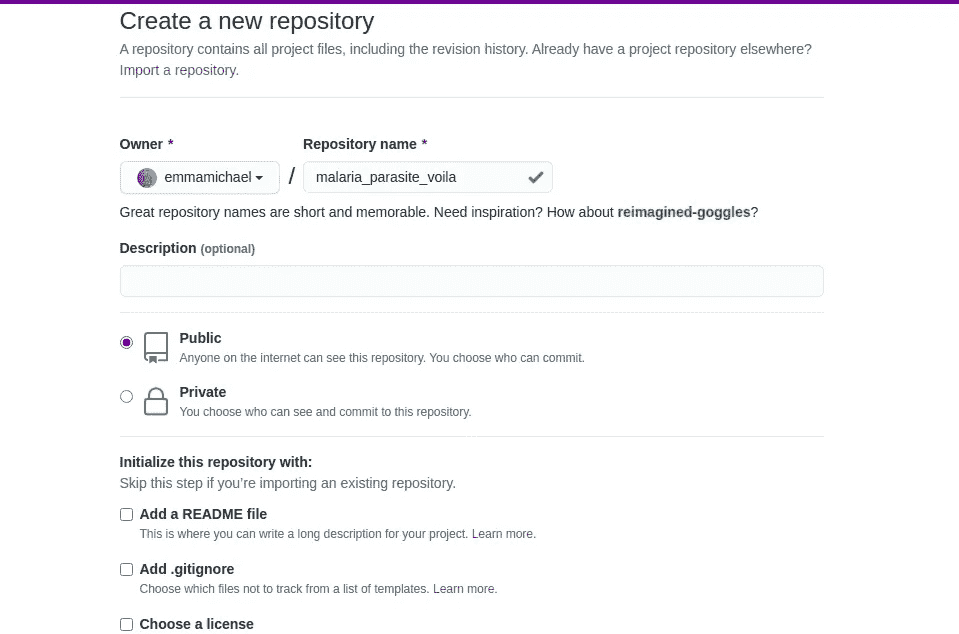 Create a new repository
A repository contains all project files, including the revision history. Already have a project repository elsewhere?
Import a repository.
Owner * Repository name *
emmamichael / malaria_parasite_voila
Great repository names are short and memorable. Need inspiration? How about reimagined-goggles?
Description (optional)
Public
Anyone on the internet can see this repository. You choose who can commit.
Private
You choose who can see and commit to this repository.
Initialize this repository with:
Skip this step if you're importing an existing repository.
Add a README file
This is where you can write a long description for your project. Learn more.
Add .gitignore
Choose which files not to track from a list of templates. Learn more.
Choose a license